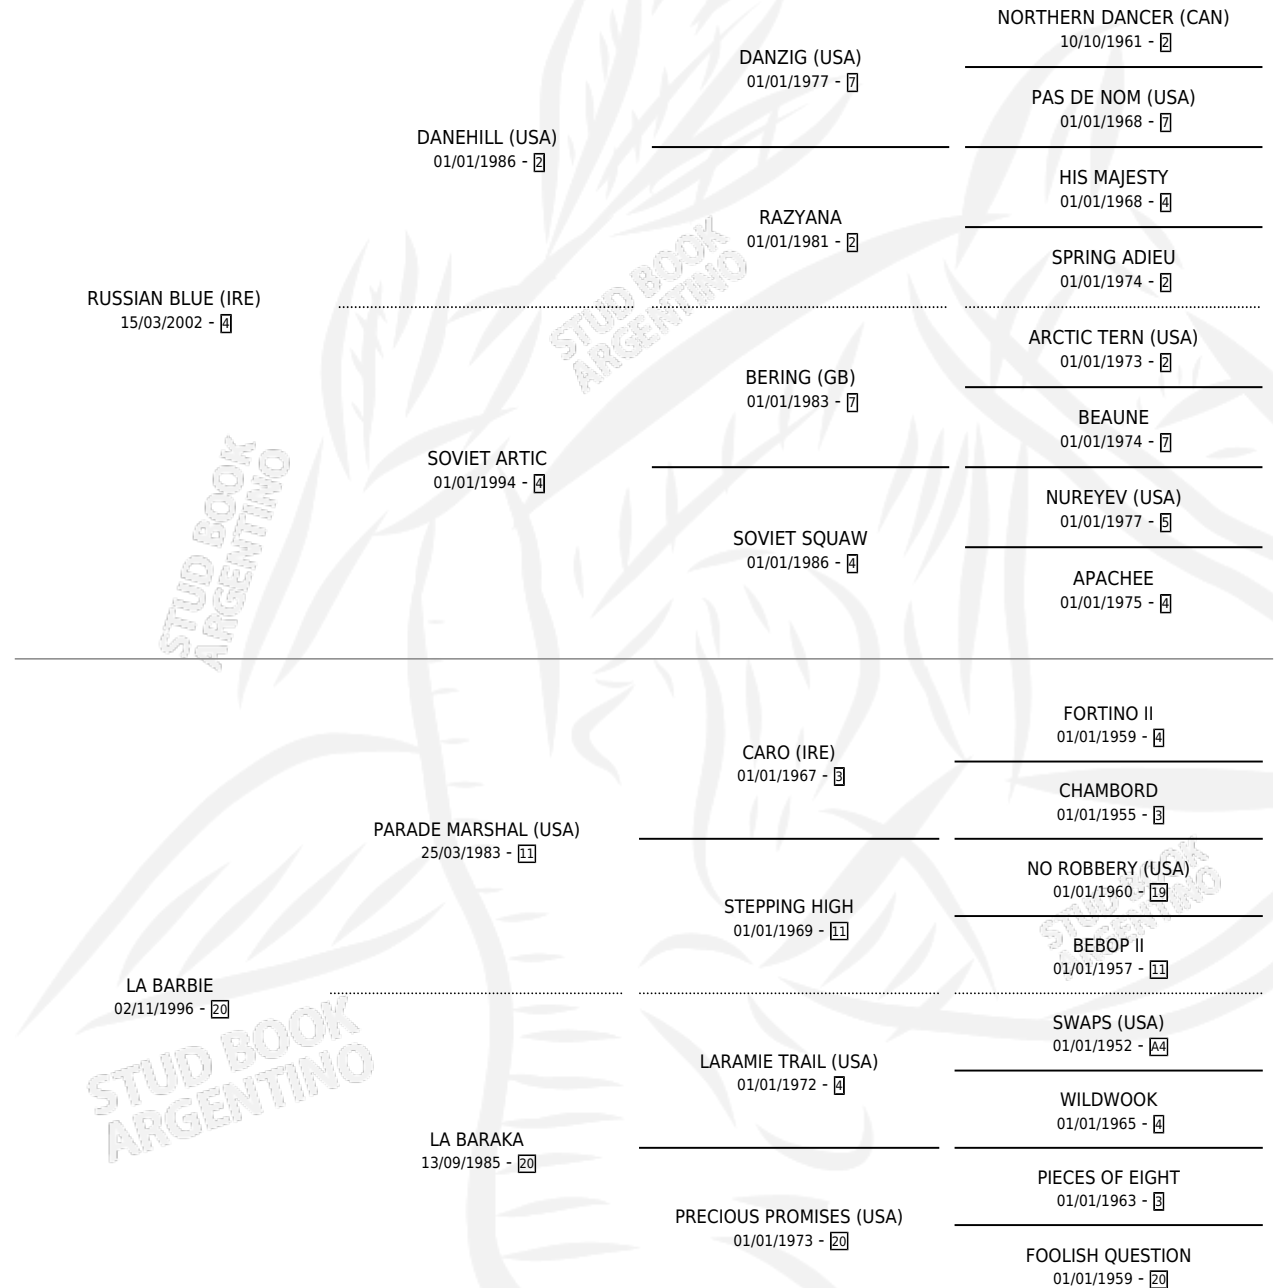 NORTHERN DANCER (CAN)
10/10/1961 - 2
DANZIG (USA)
01/01/1977 - 7
PAS DE NOM (USA)
01/01/1968 - 7
DANEHILL (USA)
01/01/1986 - 2
HIS MAJESTY
01/01/1968 - 4
RAZYANA
01/01/1981 - 2
SPRING ADIEU
01/01/1974 - 2
RUSSIAN BLUE (IRE)
15/03/2002 - 4
ARCTIC TERN (USA)
01/01/1973 - 2
BERING (GB)
01/01/1983 - 7
BEAUNE
01/01/1974 - 7
SOVIET ARTIC
01/01/1994 - 4
NUREYEV (USA)
01/01/1977 - 5
SOVIET SQUAW
01/01/1986 - 4
APACHEE
01/01/1975 - 4
STUD BOOK
ARGENTINO
STUD BOOK
ARGENTINO
FORTINO II
01/01/1959 - 4
CARO (IRE)
01/01/1967 - 3
CHAMBORD
01/01/1955 - 3
PARADE MARSHAL (USA)
25/03/1983 - 11
NO ROBBERY (USA)
01/01/1960 - 19
STEPPING HIGH
01/01/1969 - 11
BEBOP II
01/01/1957 - 11
LA BARBIE
02/11/1996 - 20
SWAPS (USA)
01/01/1952 - A4
LARAMIE TRAIL (USA)
01/01/1972 - 4
WILDWOOK
01/01/1965 - 4
LA BARAKA
13/09/1985 - 20
PIECES OF EIGHT
01/01/1963 - 3
PRECIOUS PROMISES (USA)
01/01/1973 - 20
FOOLISH QUESTION
01/01/1959 - 20
STUD BOOK
ARGENTINO
STUD BOOK
ARGENTINO